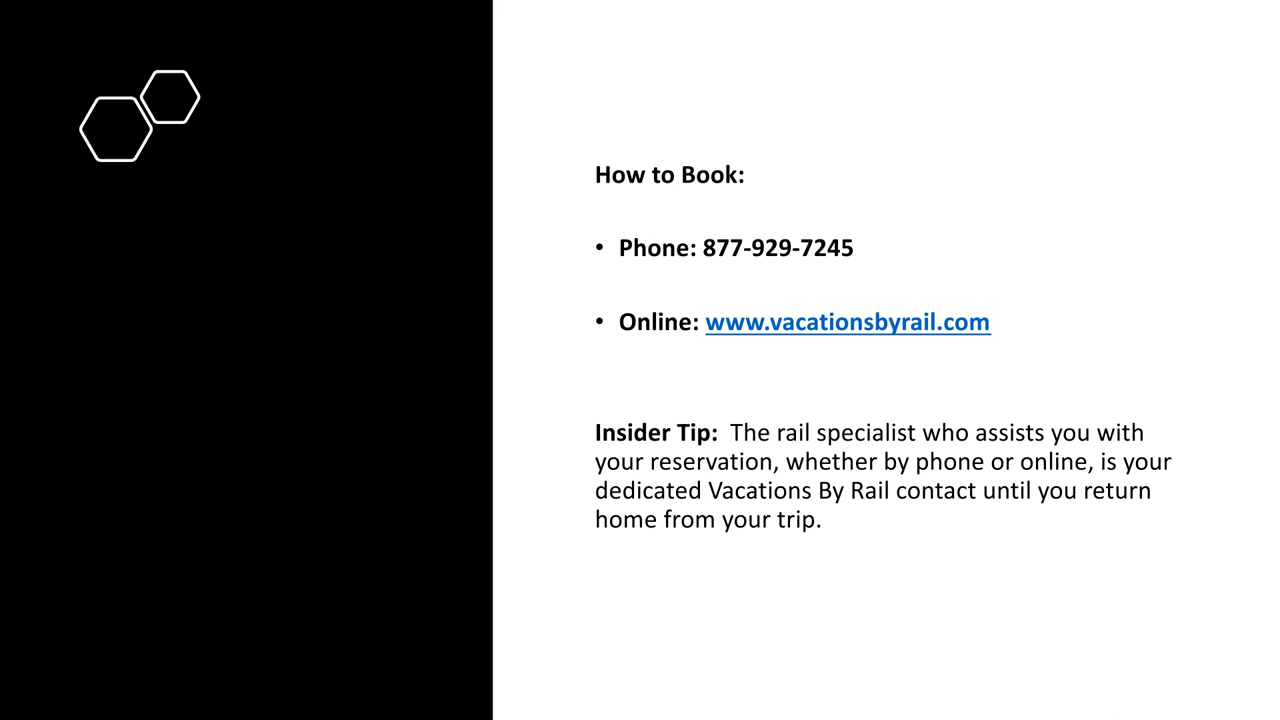 How to Book:
• Phone: 877-929-7245
• Online: www.vacationsbyrail.com
Insider Tip:  The rail specialist who assists you with
your reservation, whether by phone or online, is your
dedicated Vacations By Rail contact until you return
home from your trip.